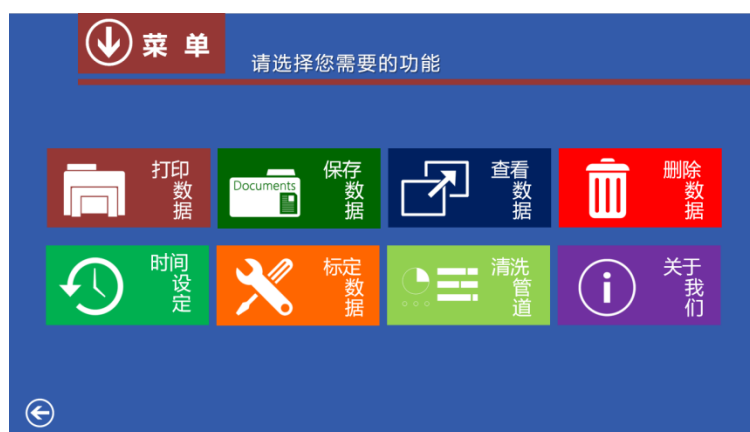 菜 单
请选择您需要的功能
打印
数
据
Documents
保存
数
据
查看
数
据
删除
数
据
时间
设
定
标定
数
据
清洗
管
道
关于
我
们